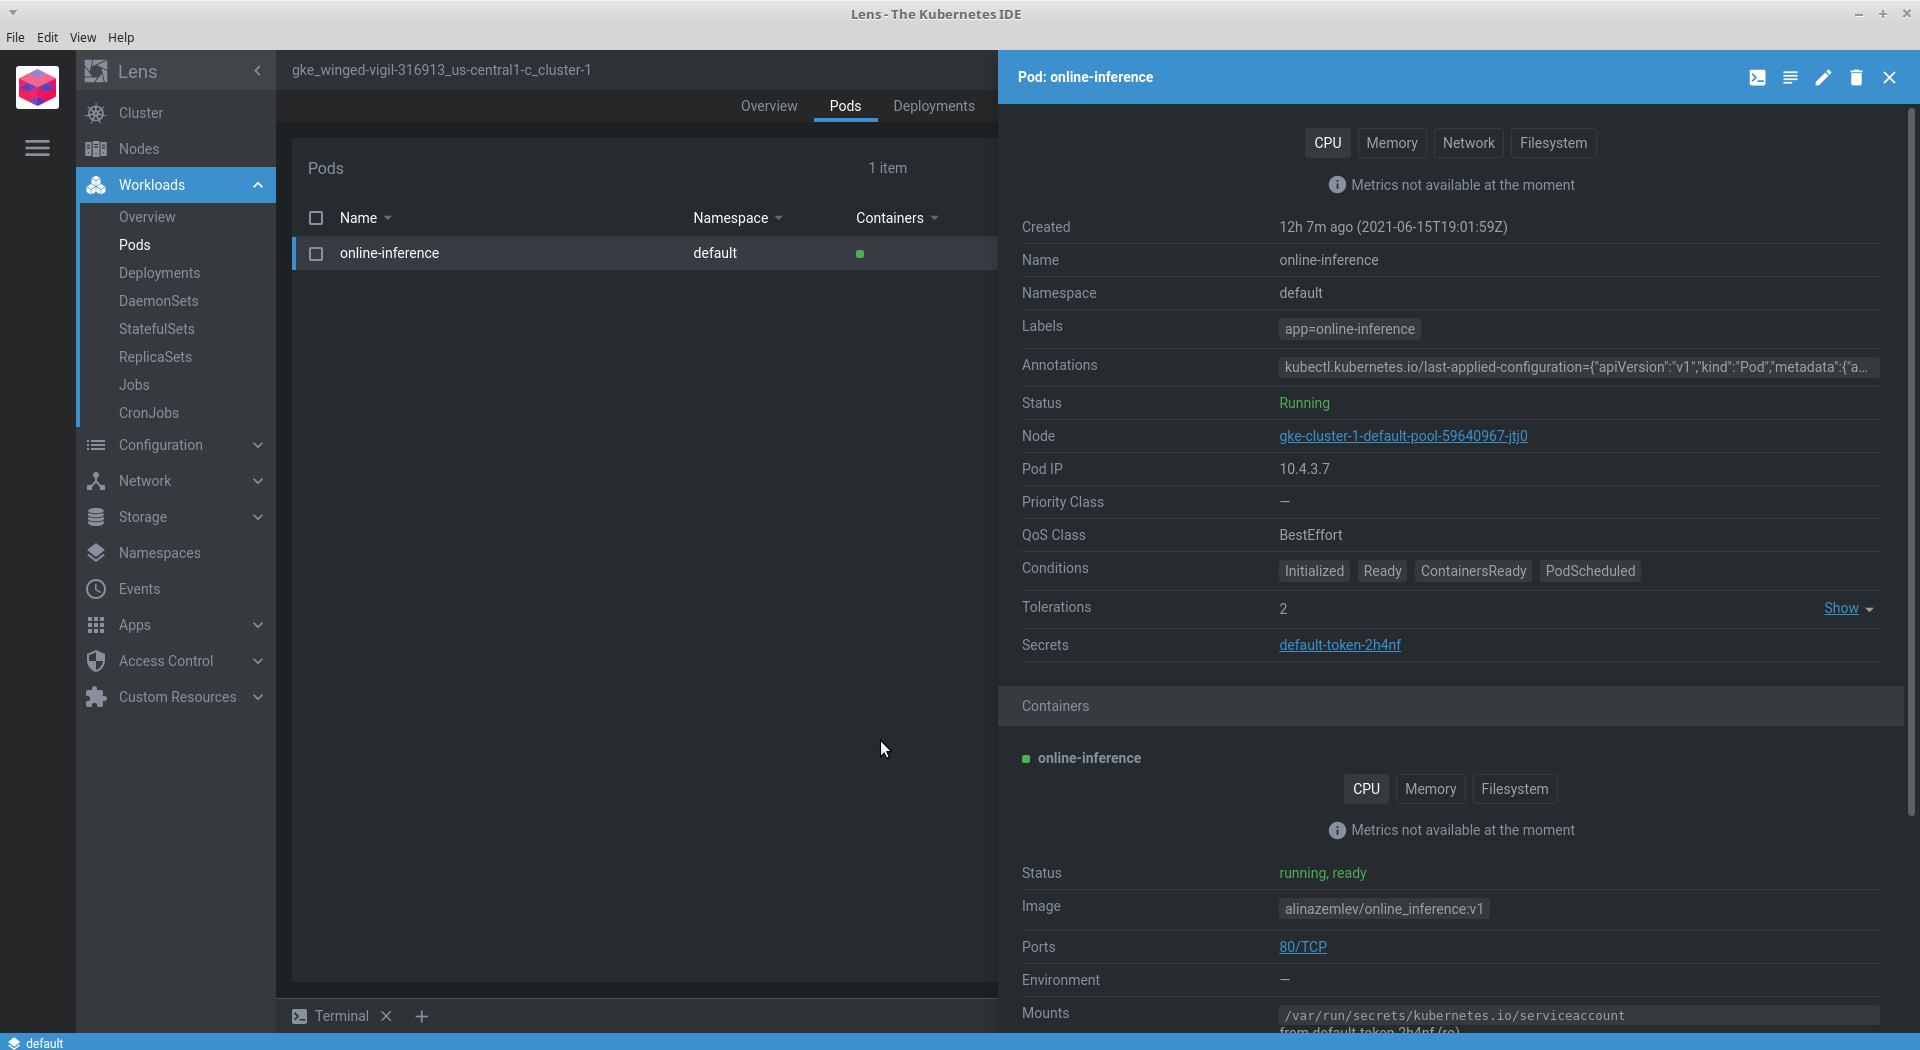 Lens - The Kubernetes IDE
File Edit View Help
Lens
Cluster
Nodes
Workloads
Overview
Pods
Deployments
DaemonSets
StatefulSets
ReplicaSets
Jobs
CronJobs
Configuration
Network
Storage
Namespaces
Events
Apps
Access Control
Custom Resources
gke_winged-vigil-316913_us-central1-c_cluster-1
Overview Pods Deployments
Pods 1 item
Name Namespace Containers
online-inference default
Terminal
Pod: online-inference
CPU Memory Network Filesystem
Metrics not available at the moment
Created 12h 7m ago (2021-06-15T19:01:59Z)
Name online-inference
Namespace default
Labels app=online-inference
Annotations kubectl.kubernetes.io/last-applied-configuration={"apiVersion":"v1","kind":"Pod","metadata":{"a...
Status Running
Node gke-cluster-1-default-pool-59640967-jtj0
Pod IP 10.4.3.7
Priority Class —
QoS Class BestEffort
Conditions Initialized Ready ContainersReady PodScheduled
Tolerations 2 Show
Secrets default-token-2h4nf
Containers
online-inference
CPU Memory Filesystem
Metrics not available at the moment
Status running, ready
Image alinazemlev/online_inference:v1
Ports 80/TCP
Environment —
Mounts /var/run/secrets/kubernetes.io/serviceaccount
from default-token-2h4nf (ro)
default